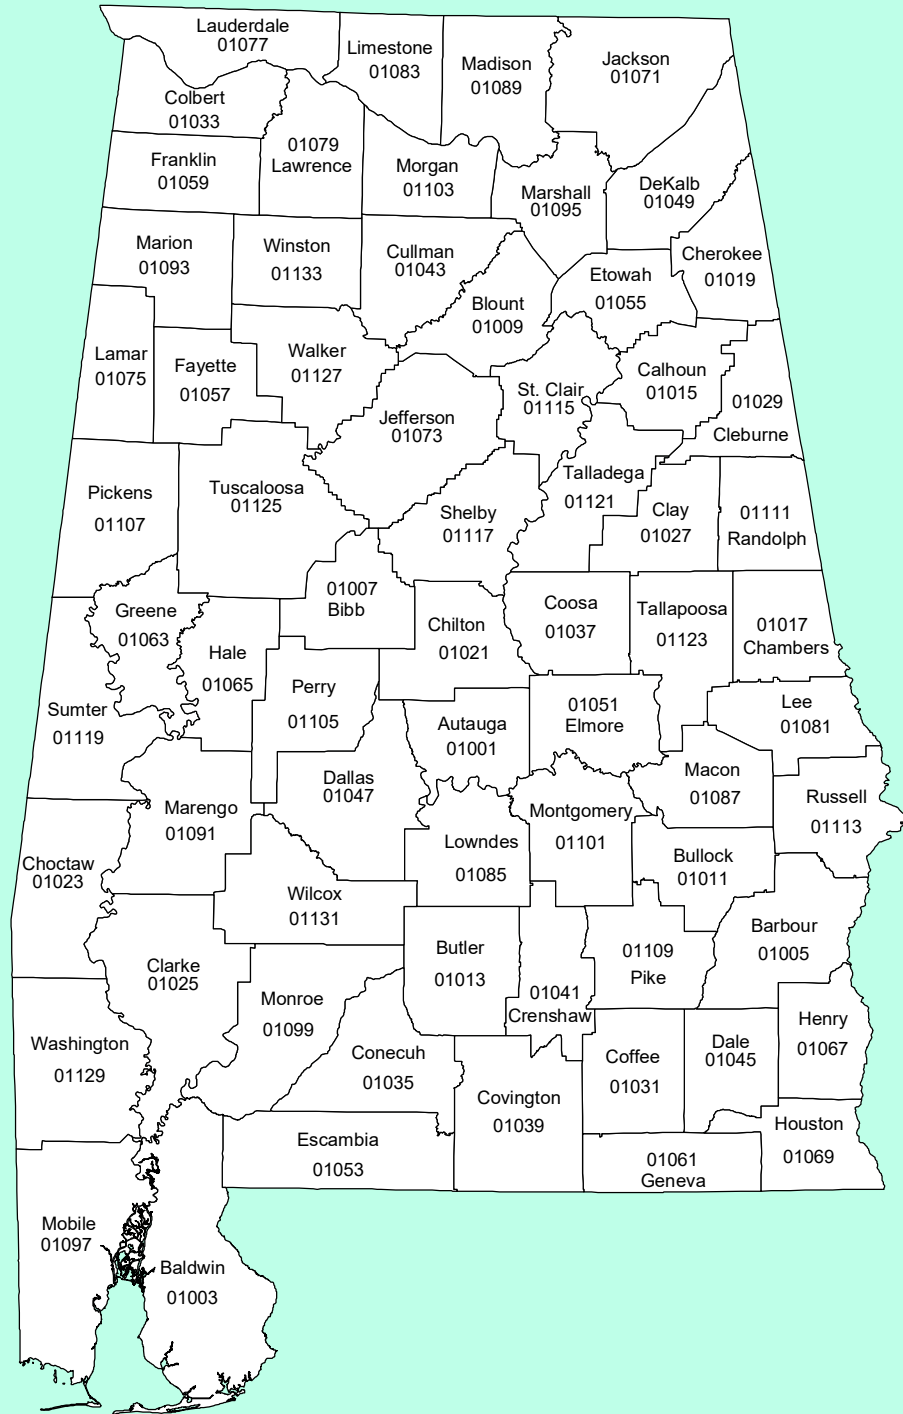 Lauderdale
01077
Limestone
01083
Madison
01089
Jackson
01071
Colbert
01033
01079
Lawrence
Franklin
01059
Morgan
01103
Marshall
01095
DeKalb
01049
Marion
01093
Winston
01133
Cullman
01043
Cherokee
01019
Etowah
01055
Blount
01009
Lamar
01075
Fayette
01057
Walker
01127
St. Clair
01115
Calhoun
01015
01029
Cleburne
Jefferson
01073
Talladega
01121
Pickens
01107
Tuscaloosa
01125
Shelby
01117
Clay
01027
01111
Randolph
01007
Bibb
Greene
01063
Hale
01065
Chilton
01021
Coosa
01037
Tallapoosa
01123
01017
Chambers
Sumter
01119
Perry
01105
Autauga
01001
01051
Elmore
Lee
01081
Dallas
01047
Macon
01087
Russell
01113
Marengo
01091
Montgomery
01101
Lowndes
01085
Bullock
01011
Choctaw
01023
Wilcox
01131
Barbour
01005
Clarke
01025
Butler
01013
01109
Pike
01041
Crenshaw
Monroe
01099
Henry
01067
Washington
01129
Conecuh
01035
Coffee
01031
Dale
01045
Covington
01039
Houston
01069
Escambia
01053
01061
Geneva
Mobile
01097
Baldwin
01003